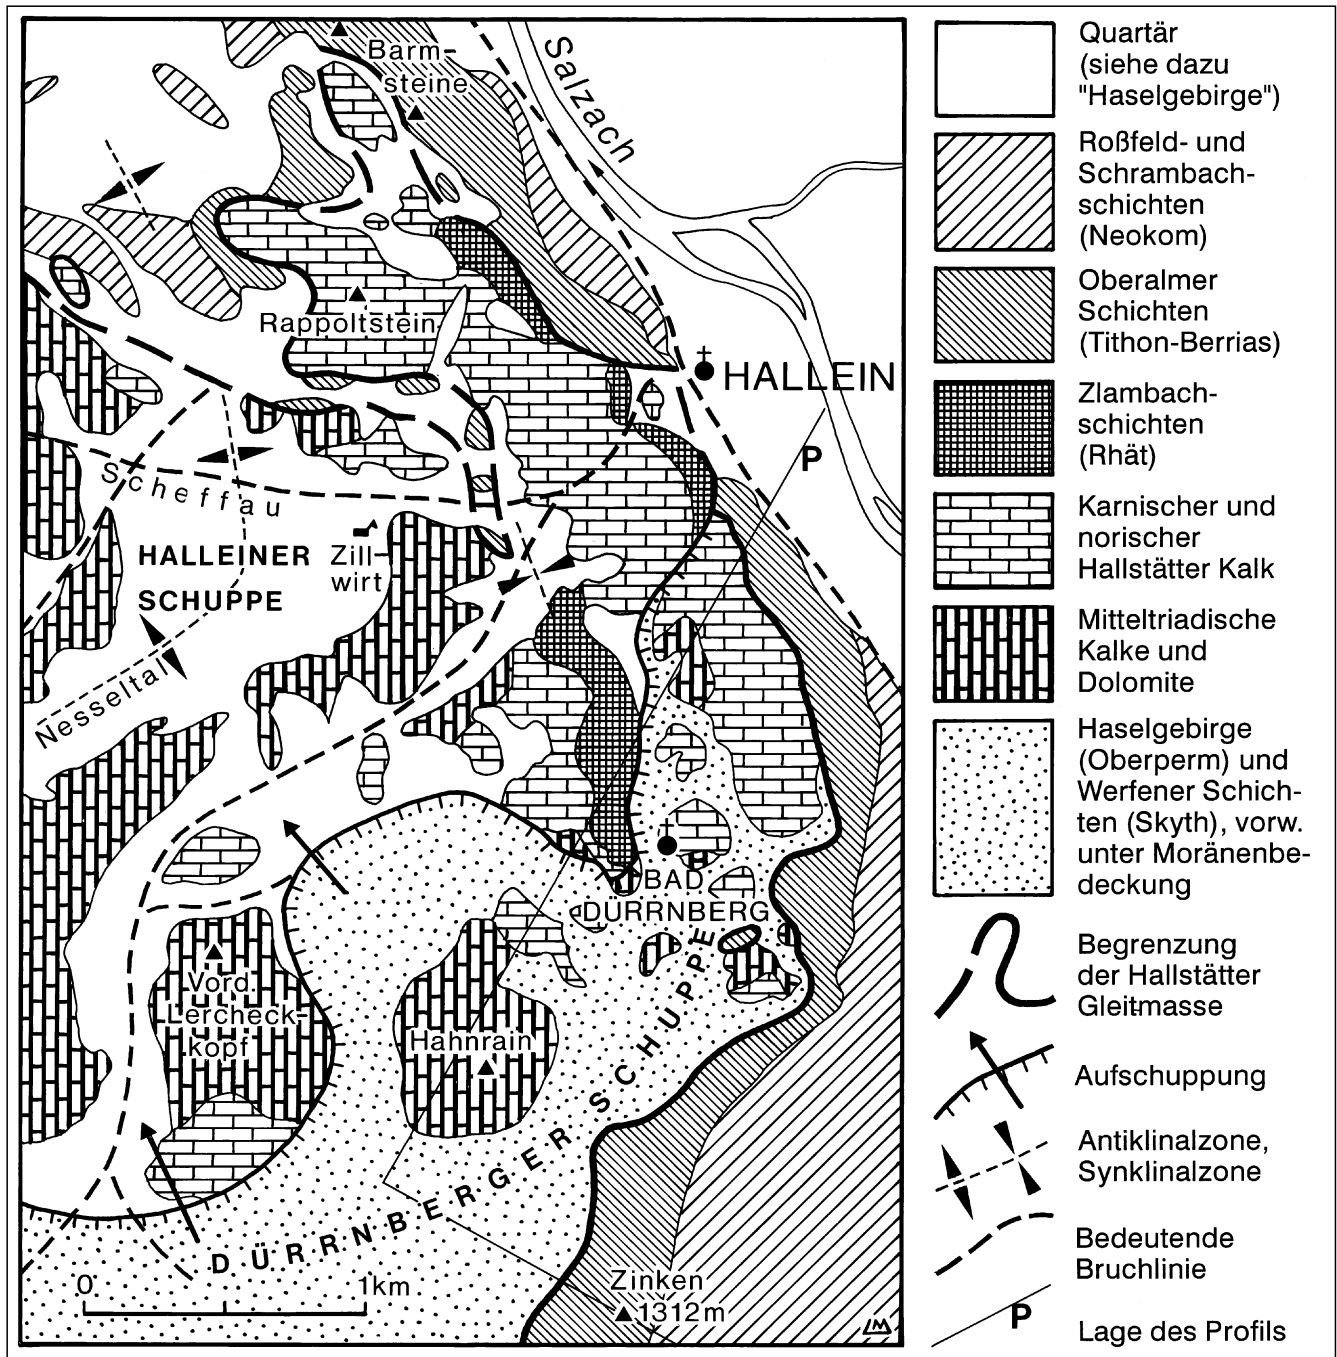 Barm-
steine
Salzach
Rappoltstein
HALLEIN
P
Scheffau
HALLEINER
SCHUPPE
Zill-
wirt
Nesseltal
BAD
DÜRRNBERG
Vord.
Lercheck-
kopf
Hahnrain
DÜRRNBERGER SCHUPPE
Zinken
1312m
0 1km
LM
Quartär
(siehe dazu
"Haselgebirge")
Roßfeld- und
Schrambach-
schichten
(Neokom)
Oberalmer
Schichten
(Tithon-Berrias)
Zlambach-
schichten
(Rhät)
Karnischer und
norischer
Hallstätter Kalk
Mitteltriadische
Kalke und
Dolomite
Haselgebirge
(Oberperm) und
Werfener Schich-
ten (Skyth), vorw.
unter Moränenbe-
deckung
Begrenzung
der Hallstätter
Gleitmasse
Aufschuppung
Antiklinalzone,
Synklinalzone
Bedeutende
Bruchlinie
P
Lage des Profils